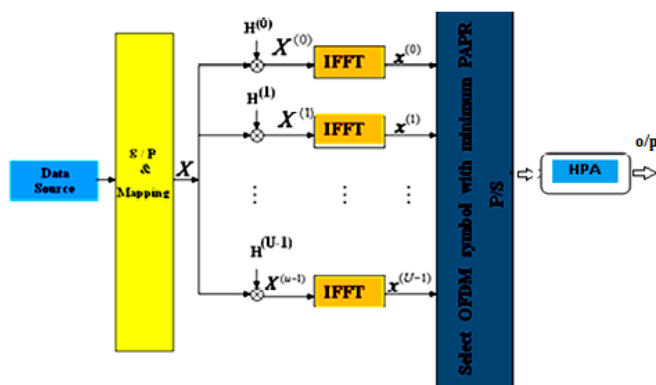 Data
Source
S / P
&
Mapping
X
H(0)
X(0)
IFFT
x(0)
H(1)
X(1)
IFFT
x(1)
H(U-1)
X(u-1)
IFFT
x(U-1)
Select OFDM symbol with minimum PAPR
P/S
HPA
o/p